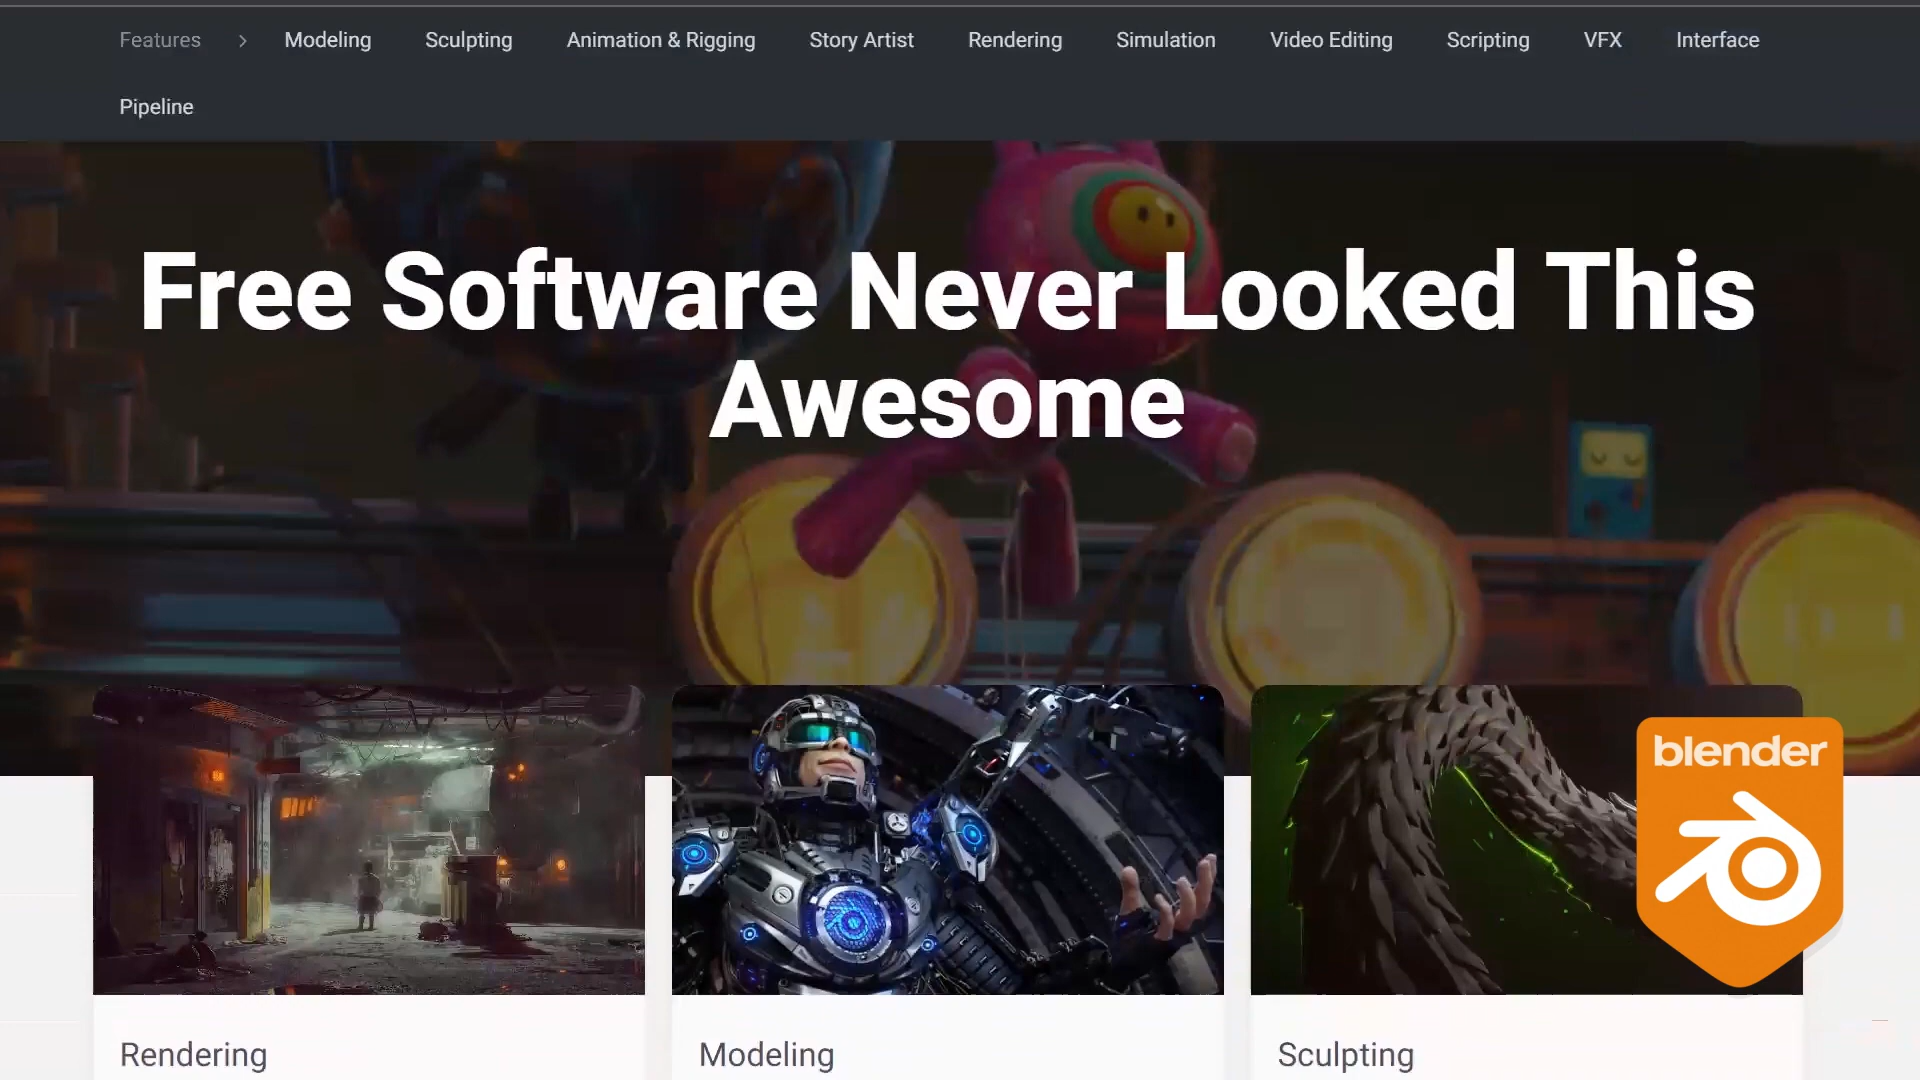 Features > Modeling Sculpting Animation & Rigging Story Artist Rendering Simulation Video Editing Scripting VFX Interface
Pipeline
Free Software Never Looked This
Awesome
blender
Rendering Modeling Sculpting